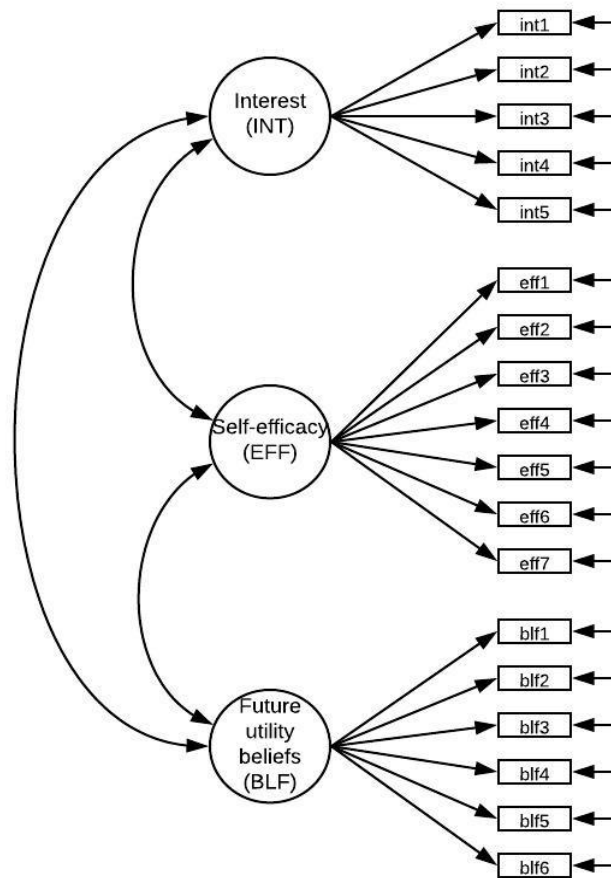 Interest
(INT)
int1
int2
int3
int4
int5
Self-efficacy
(EFF)
eff1
eff2
eff3
eff4
eff5
eff6
eff7
Future
utility
beliefs
(BLF)
blf1
blf2
blf3
blf4
blf5
blf6